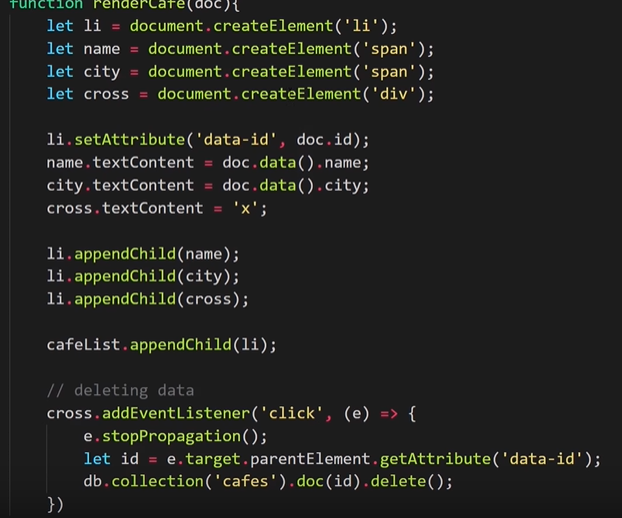 function renderCafe(doc){
let li = document.createElement('li');
let name = document.createElement('span');
let city = document.createElement('span');
let cross = document.createElement('div');
li.setAttribute('data-id', doc.id);
name.textContent = doc.data().name;
city.textContent = doc.data().city;
cross.textContent = 'x';
li.appendChild(name);
li.appendChild(city);
li.appendChild(cross);
cafeList.appendChild(li);
// deleting data
cross.addEventListener('click', (e) => {
e.stopPropagation();
let id = e.target.parentElement.getAttribute('data-id');
db.collection('cafes').doc(id).delete();
})